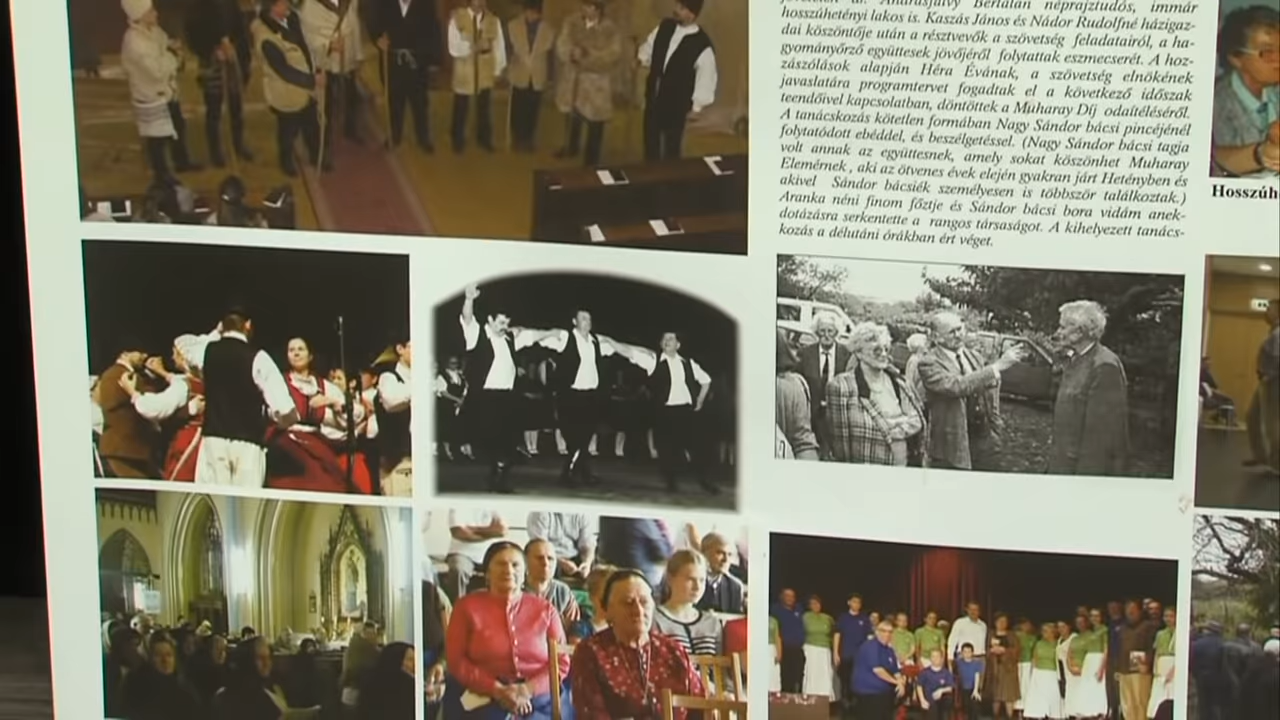 hosszúhetényi lakos is. Kaszás János és Nádor Rudolfné házigaz-
dai köszöntője után a résztvevők a szövetség feladatairól, a ha-
gyományőrző együttesek jövőjéről folytattak eszmecserét. A hoz-
zászólások alapján Héra Évának, a szövetség elnökének
javaslatára programtervet fogadtak el a következő időszak
teendőivel kapcsolatban, döntöttek a Muharay Díj odaítéléséről.
A tanácskozás kötetlen formában Nagy Sándor bácsi pincéjénél
folytatódott ebéddel, és beszélgetéssel. (Nagy Sándor bácsi tagja
volt annak az együttesnek, amely sokat köszönhet Muharay
Elemérnek , aki az ötvenes évek elején gyakran járt Hetényben és
akivel Sándor bácsiék személyesen is többször találkoztak.)
Aranka néni finom főztje és Sándor bácsi bora vidám anek-
dotázásra serkentette a rangos társaságot. A kihelyezett tanács-
kozás a délutáni órákban ért véget.
Hosszúh